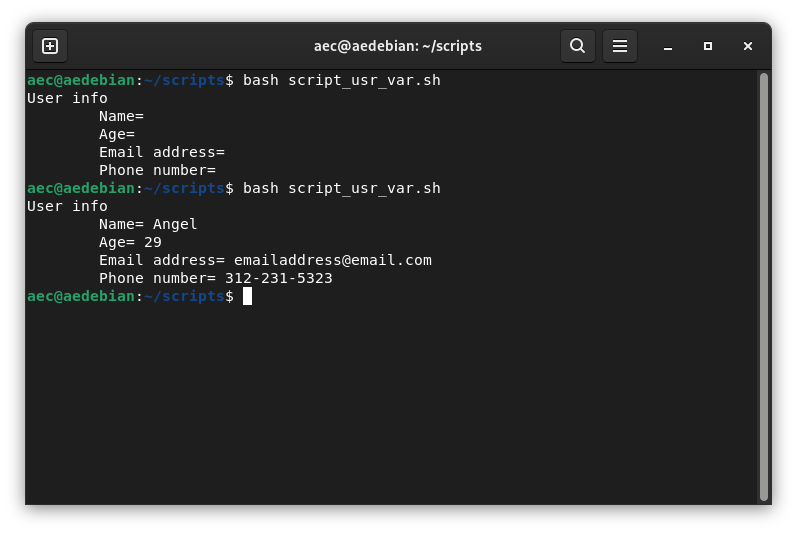 aec@aedebian: ~/scripts
aec@aedebian:~/scripts$ bash script_usr_var.sh
User info
        Name=
        Age=
        Email address=
        Phone number=
aec@aedebian:~/scripts$ bash script_usr_var.sh
User info
        Name= Angel
        Age= 29
        Email address= emailaddress@email.com
        Phone number= 312-231-5323
aec@aedebian:~/scripts$